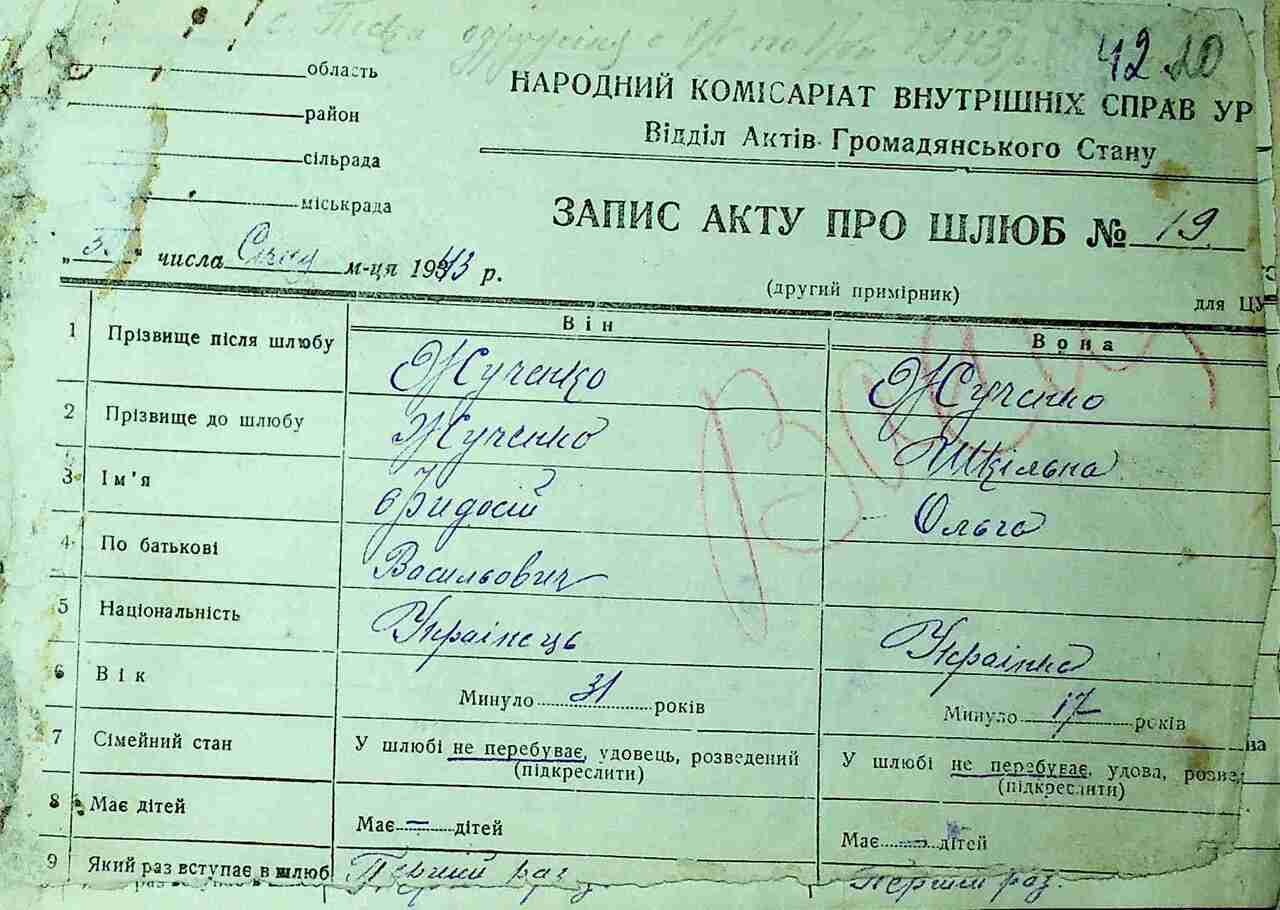 42 20
область
район
сільрада
міськрада
НАРОДНИЙ КОМІСАРІАТ ВНУТРІШНІХ СПРАВ УР
Відділ Актів Громадянського Стану
ЗАПИС АКТУ ПРО ШЛЮБ № 19
„3" числа Січня м-ця 1943 р.
(другий примірник)
для ЦУ
Він
Вона
1 Прізвище після шлюбу Жученко Жученко
2 Прізвище до шлюбу Жученко Шкільна
3 Ім'я Ольга
4 По батькові Васильович
5 Національність Українець Українка
6 Вік Минуло 31 років Минуло 17 років
7 Сімейний стан У шлюбі не перебуває, удовець, розведений У шлюбі не перебуває, удова, розве
(підкреслити) (підкреслити)
8 Має дітей Має — дітей Має — дітей
9 Який раз вступає в шлюб Перший раз Перший раз.